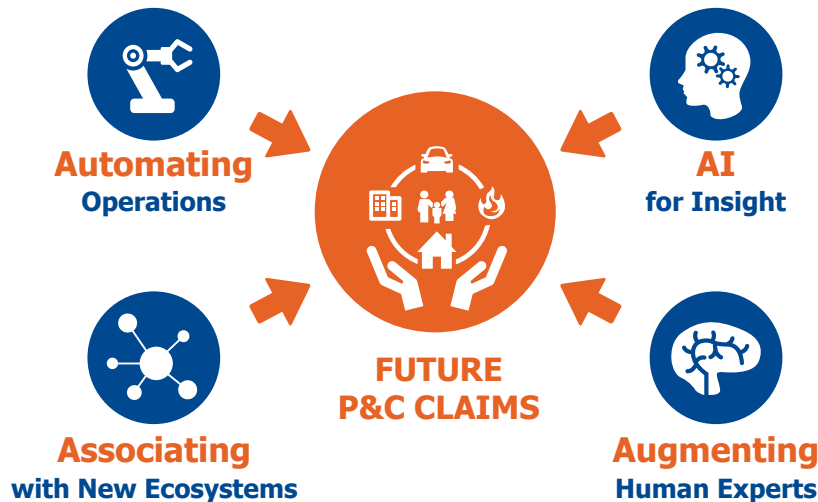 Automating
Operations
AI
for Insight
FUTURE
P&C CLAIMS
Associating
with New Ecosystems
Augmenting
Human Experts